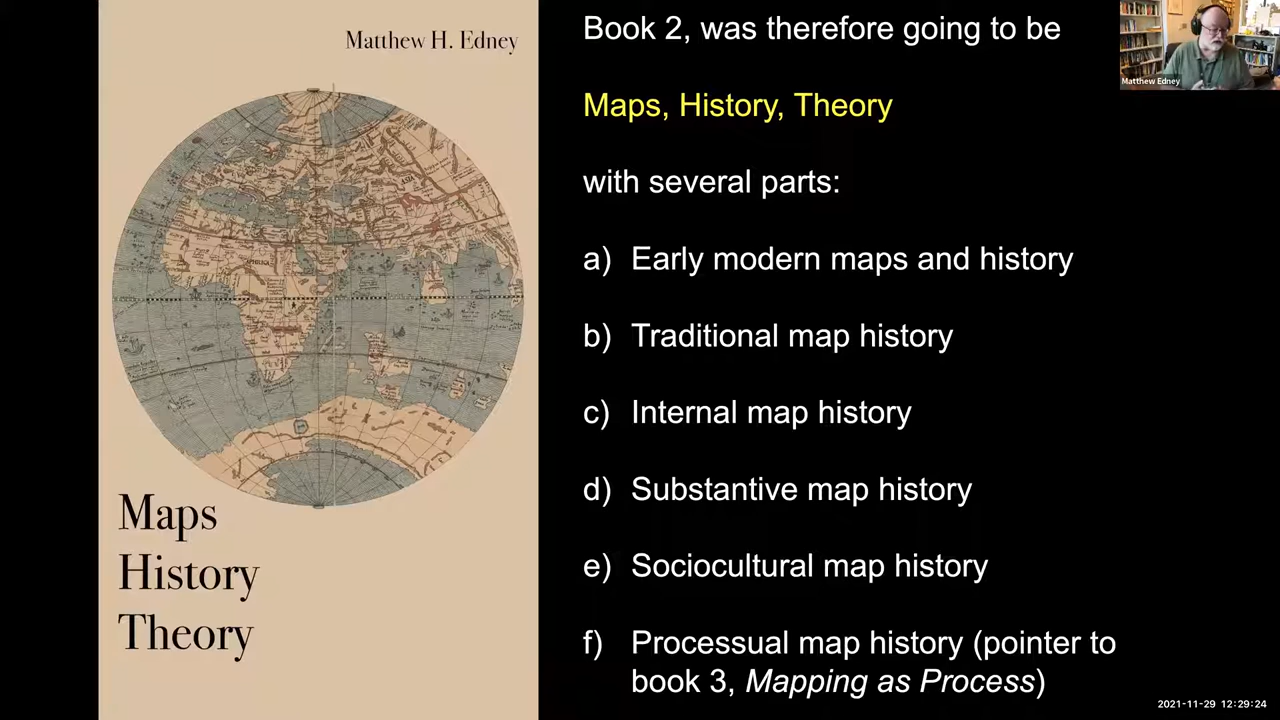 Matthew H. Edney
Maps
History
Theory
Book 2, was therefore going to be
Maps, History, Theory
with several parts:
a) Early modern maps and history
b) Traditional map history
c) Internal map history
d) Substantive map history
e) Sociocultural map history
f) Processual map history (pointer to
book 3, Mapping as Process)
Matthew Edney
2021-11-29 12:29:24